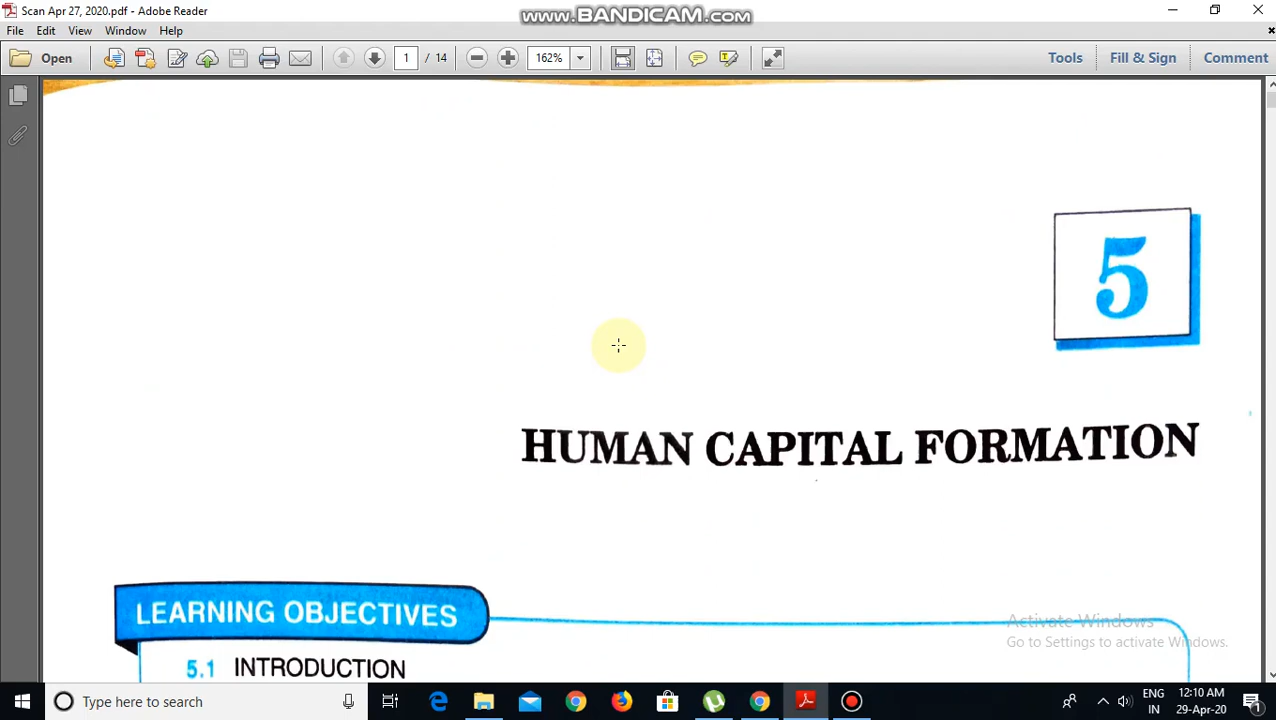 Scan Apr 27, 2020.pdf - Adobe Reader
www.BANDICAM.com
File Edit View Window Help
Open 1 / 14 162% Tools Fill & Sign Comment
5
HUMAN CAPITAL FORMATION
LEARNING OBJECTIVES
5.1 INTRODUCTION
Activate Windows
Go to Settings to activate Windows.
Type here to search
ENG 12:10 AM
IN 29-Apr-20 1